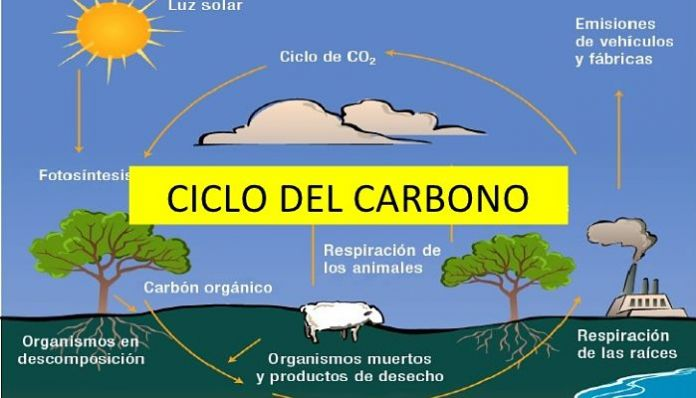 Luz solar
Emisiones
de vehículos
y fábricas
Ciclo de CO₂
Fotosíntesis
CICLO DEL CARBONO
Respiración de
los animales
Carbón orgánico
Organismos en
descomposición
Organismos muertos
y productos de desecho
Respiración
de las raíces